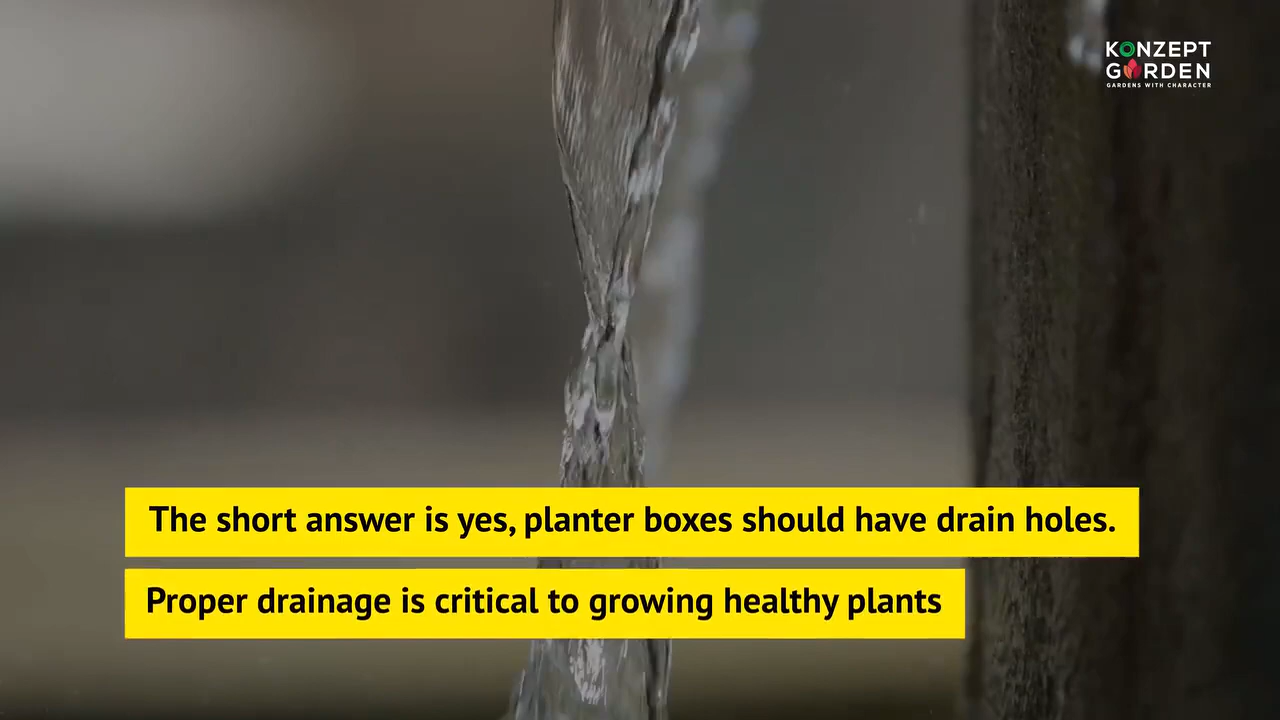 KONZEPT
GARDEN
GARDENS WITH CHARACTER
The short answer is yes, planter boxes should have drain holes.
Proper drainage is critical to growing healthy plants